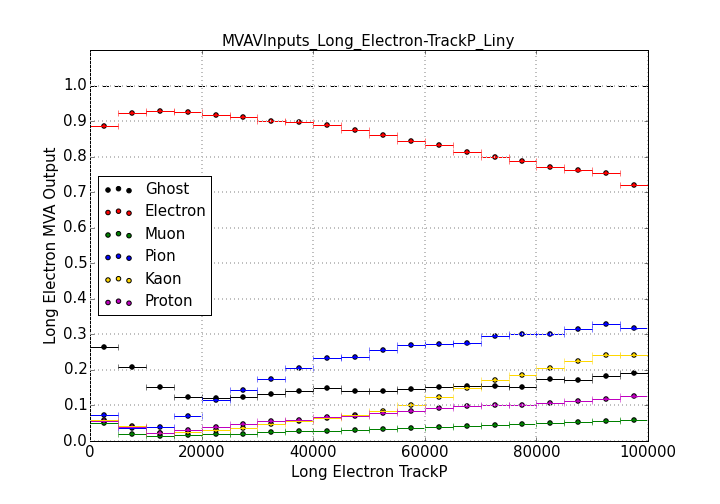 MVAVInputs_Long_Electron-TrackP_Liny
Long Electron MVA Output
1.0
0.9
0.8
0.7
0.6
0.5
0.4
0.3
0.2
0.1
0.0
Ghost
Electron
Muon
Pion
Kaon
Proton
0 20000 40000 60000 80000 100000
Long Electron TrackP